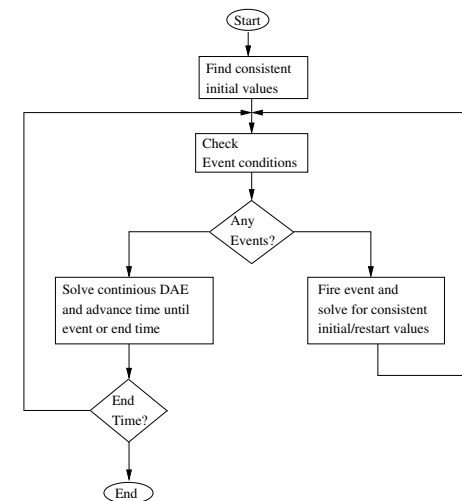 Start
Find consistent
initial values
Check
Event conditions
Any
Events?
Solve continious DAE
and advance time until
event or end time
Fire event and
solve for consistent
initial/restart values
End
Time?
End